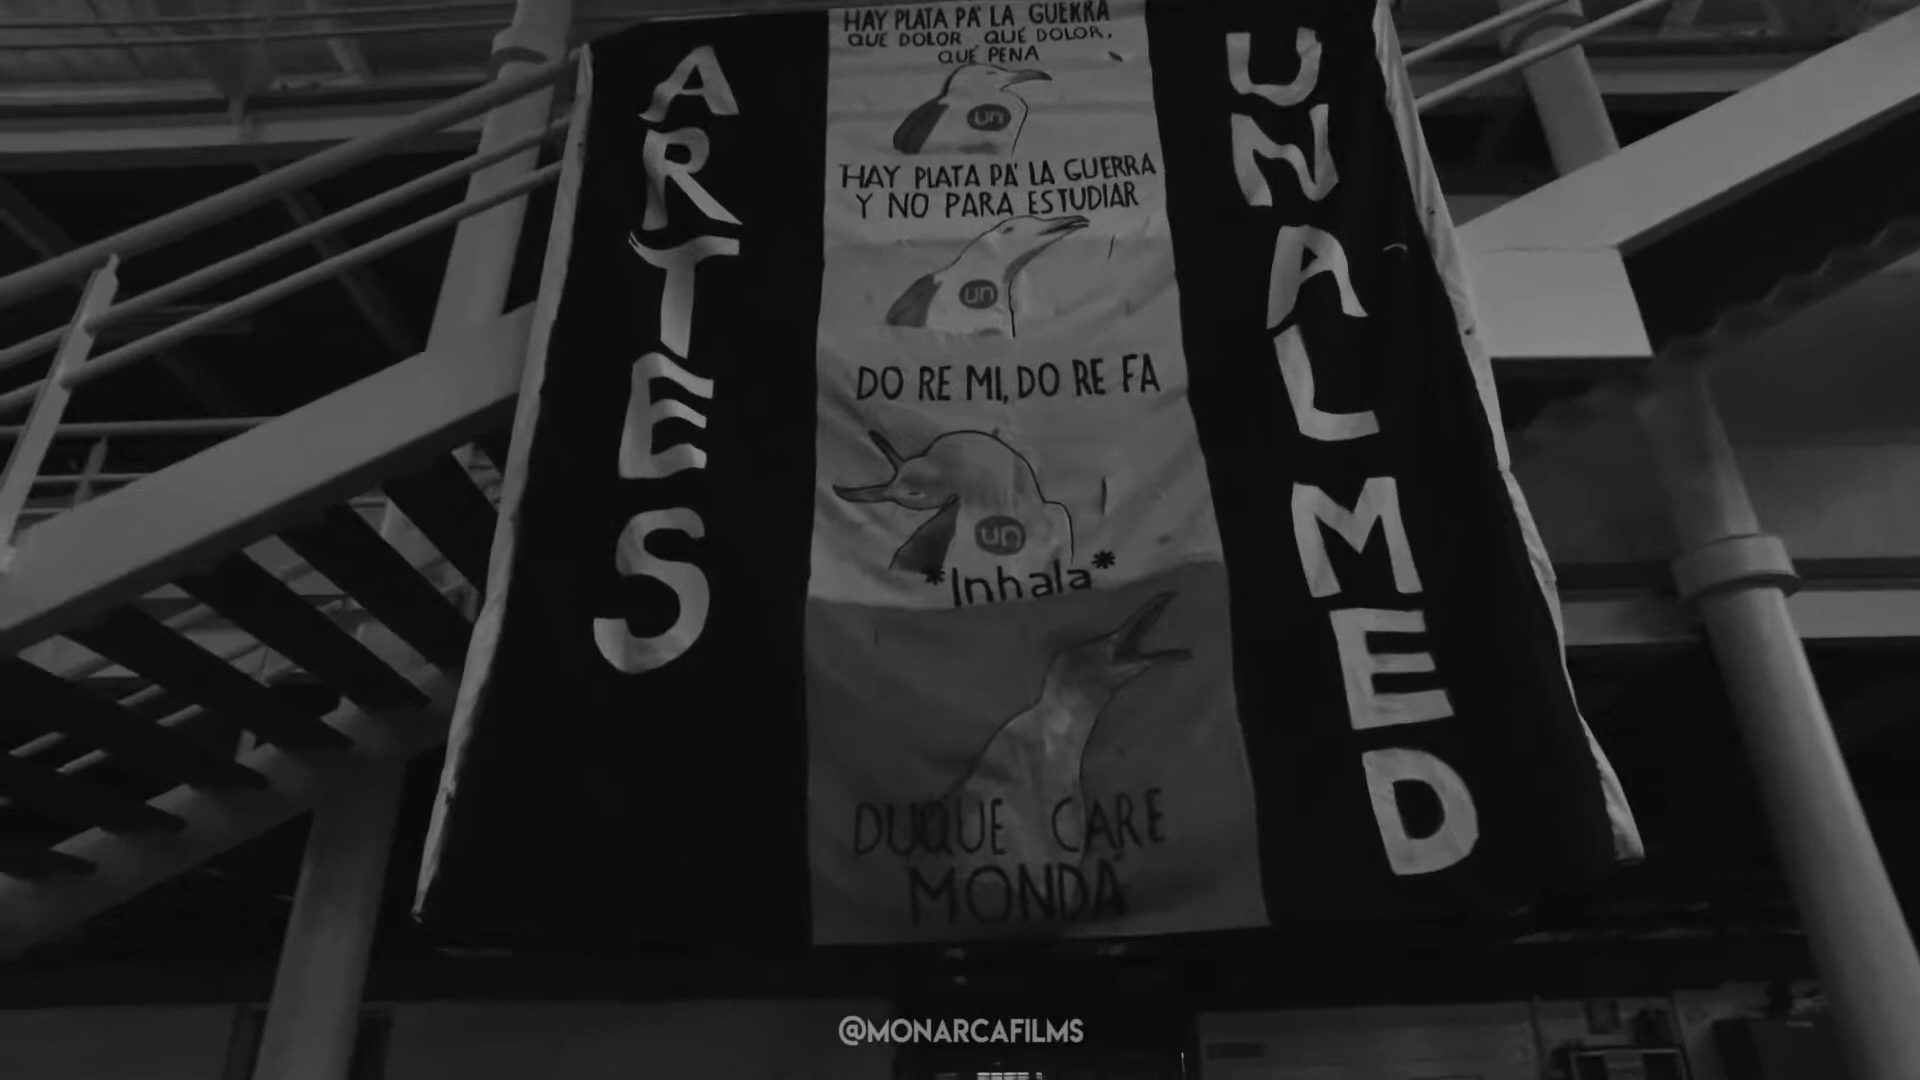 ARTES
HAY PLATA PA' LA GUERRA
QUE DOLOR QUÉ DOLOR,
QUÉ PENA
un
HAY PLATA PA' LA GUERRA
Y NO PARA ESTUDIAR
un
DO RE MI, DO RE FA
un
*Inhala*
DUQUE CARE
MONDÁ
UNALMED
@MONARCAFILMS